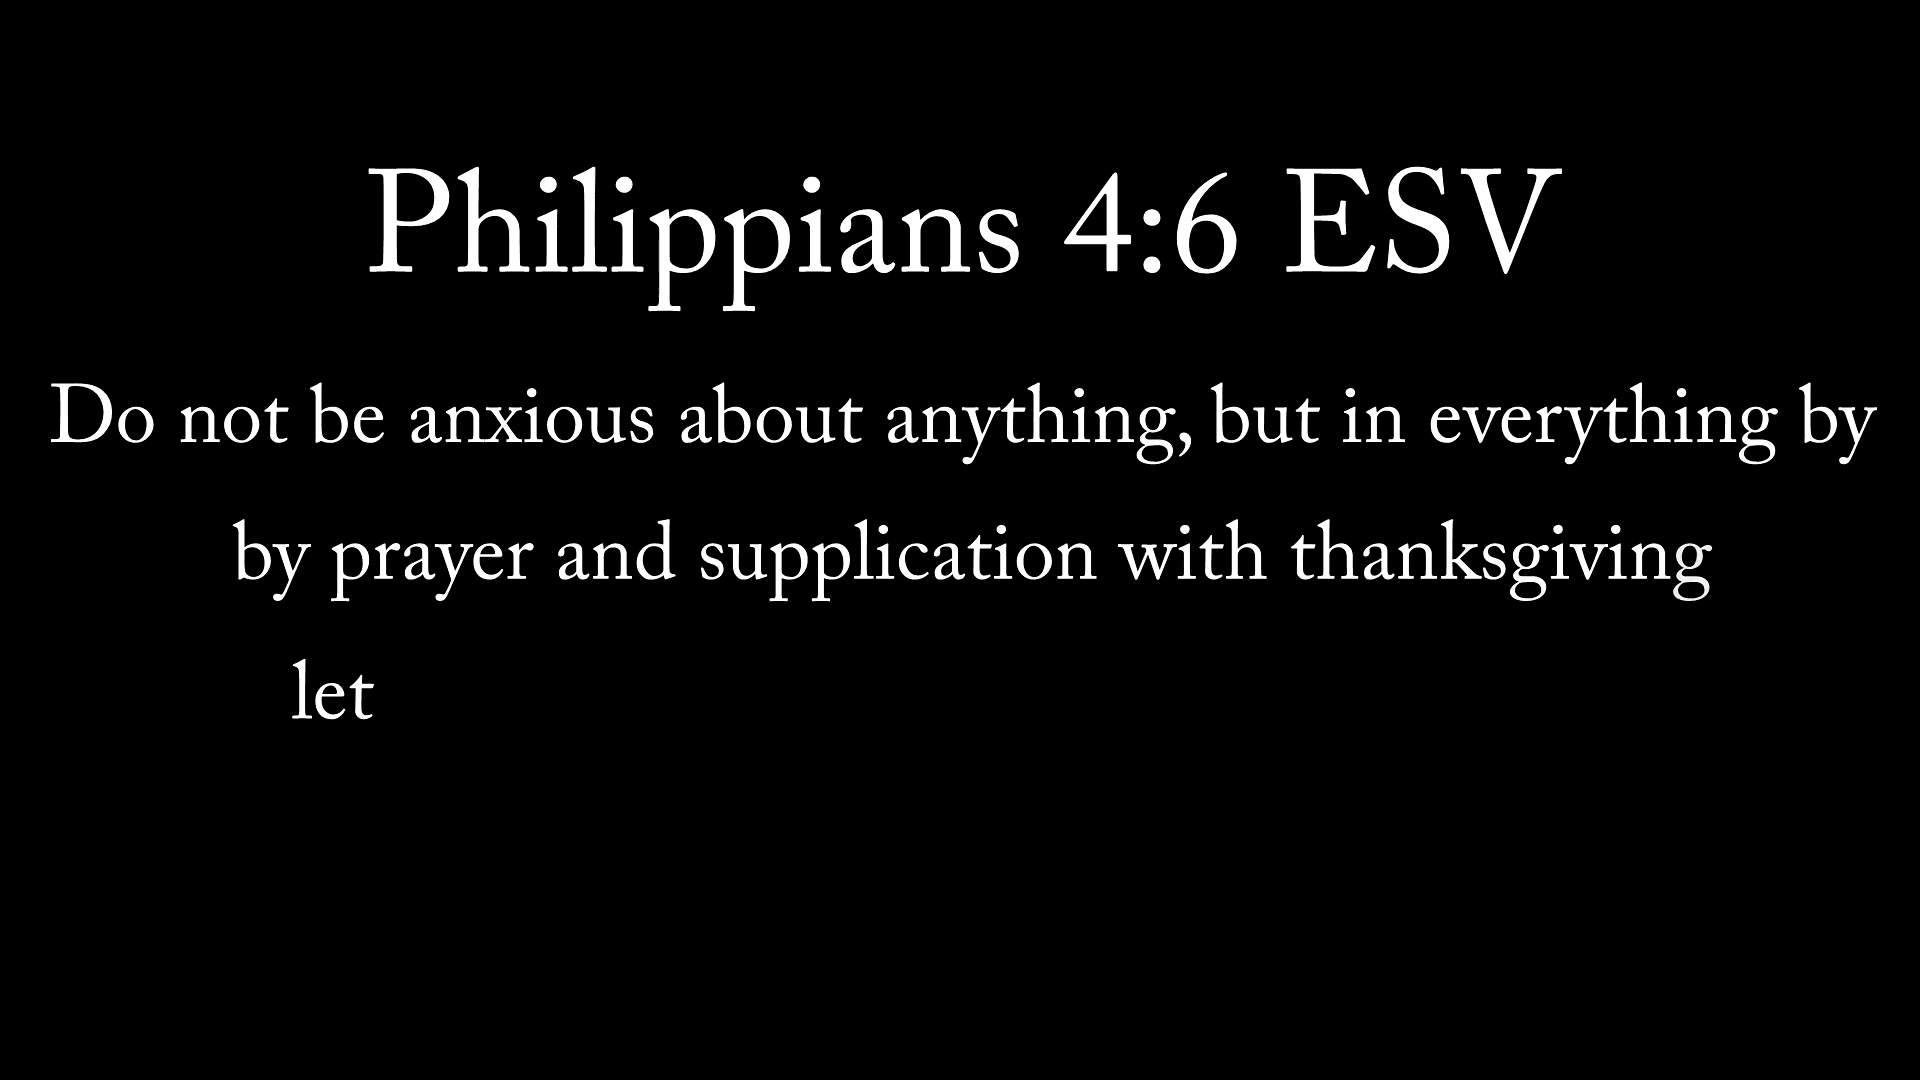 Philippians 4:6 ESV
Do not be anxious about anything, but in everything by
by prayer and supplication with thanksgiving
let